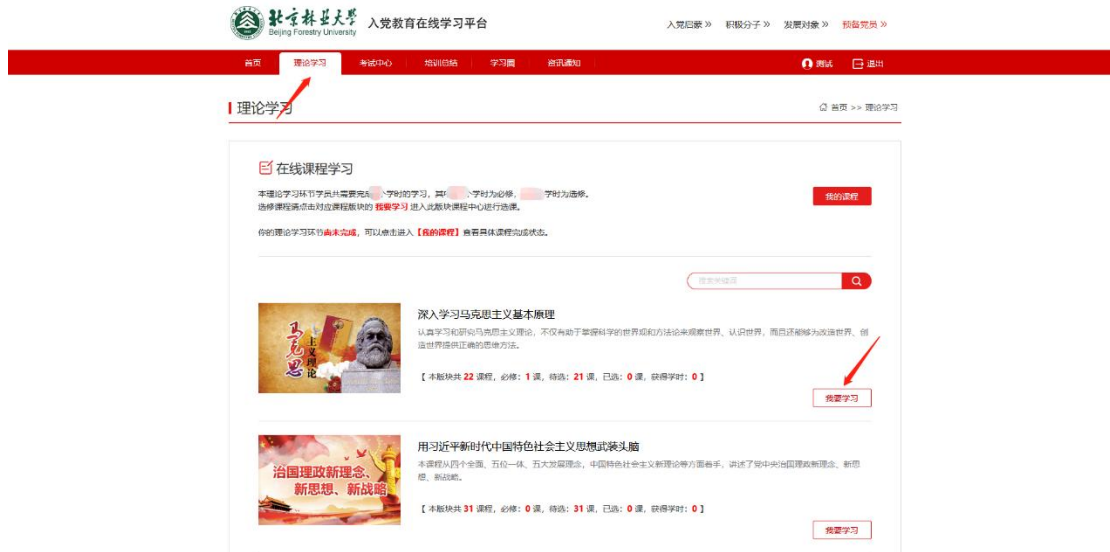 北京林业大学
Beijing Forestry University
入党教育在线学习平台
入党启蒙 » 积极分子 » 发展对象 » 预备党员 »
首页 理论学习 考试中心 培训总结 学习圈 资讯通知 测试 退出
理论学习
首页 >> 理论学习
在线课程学习
本理论学习环节学员共需要完成 个学时的学习，其中 个学时为必修， 学时为选修。
选修课程请点击对应课程版块的 我要学习 进入此版块课程中心进行选课。
我的课程
你的理论学习环节尚未完成，可以点击进入【我的课程】查看具体课程完成状态。
搜索关键词
马克思主义理论
深入学习马克思主义基本原理
认真学习和研究马克思主义理论，不仅有助于掌握科学的世界观和方法论来观察世界、认识世界，而且还能够为改造世界、创
造世界提供正确的思维方法。
【 本版块共 22 课程，必修：1 课，待选：21 课，已选：0 课，获得学时：0 】
我要学习
治国理政新理念、
新思想、新战略
用习近平新时代中国特色社会主义思想武装头脑
本课程从四个全面、五位一体、五大发展理念，中国特色社会主义新理论等方面着手，讲述了党中央治国理政新理念、新思
想、新战略。
【 本版块共 31 课程，必修：0 课，待选：31 课，已选：0 课，获得学时：0 】
我要学习